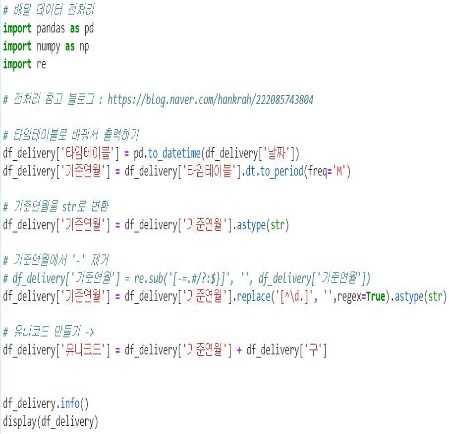 # 배달 데이터 전처리
import pandas as pd
import numpy as np
import re
# 전처리 참고 블로그 : https://blog.naver.com/hankrah/222085743804
# 타임테이블로 바꿔서 출력하기
df_delivery['타임테이블'] = pd.to_datetime(df_delivery['날짜'])
df_delivery['기준연월'] = df_delivery['타임테이블'].dt.to_period(freq='M')
# 기준연월을 str로 변환
df_delivery['기준연월'] = df_delivery['기준연월'].astype(str)
# 기준연월에서 '-' 제거
# df_delivery['기준연월'] = re.sub('[-=.#/?:$}]', '', df_delivery['기준연월'])
df_delivery['기준연월'] = df_delivery['기준연월'].replace('[^\d.]', '',regex=True).astype(str)
# 유니코드 만들기 ->
df_delivery['유니코드'] = df_delivery['기준연월'] + df_delivery['구']
df_delivery.info()
display(df_delivery)